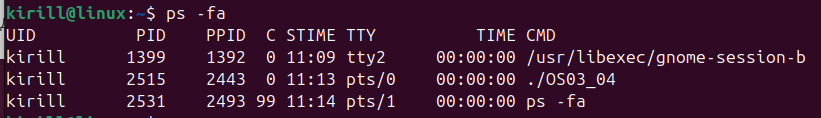 kirill@linux:~$ ps -fa
UID          PID    PPID  C STIME TTY          TIME CMD
kirill      1399    1392  0 11:09 tty2     00:00:00 /usr/libexec/gnome-session-b
kirill      2515    2443  0 11:13 pts/0    00:00:00 ./OS03_04
kirill      2531    2493 99 11:14 pts/1    00:00:00 ps -fa